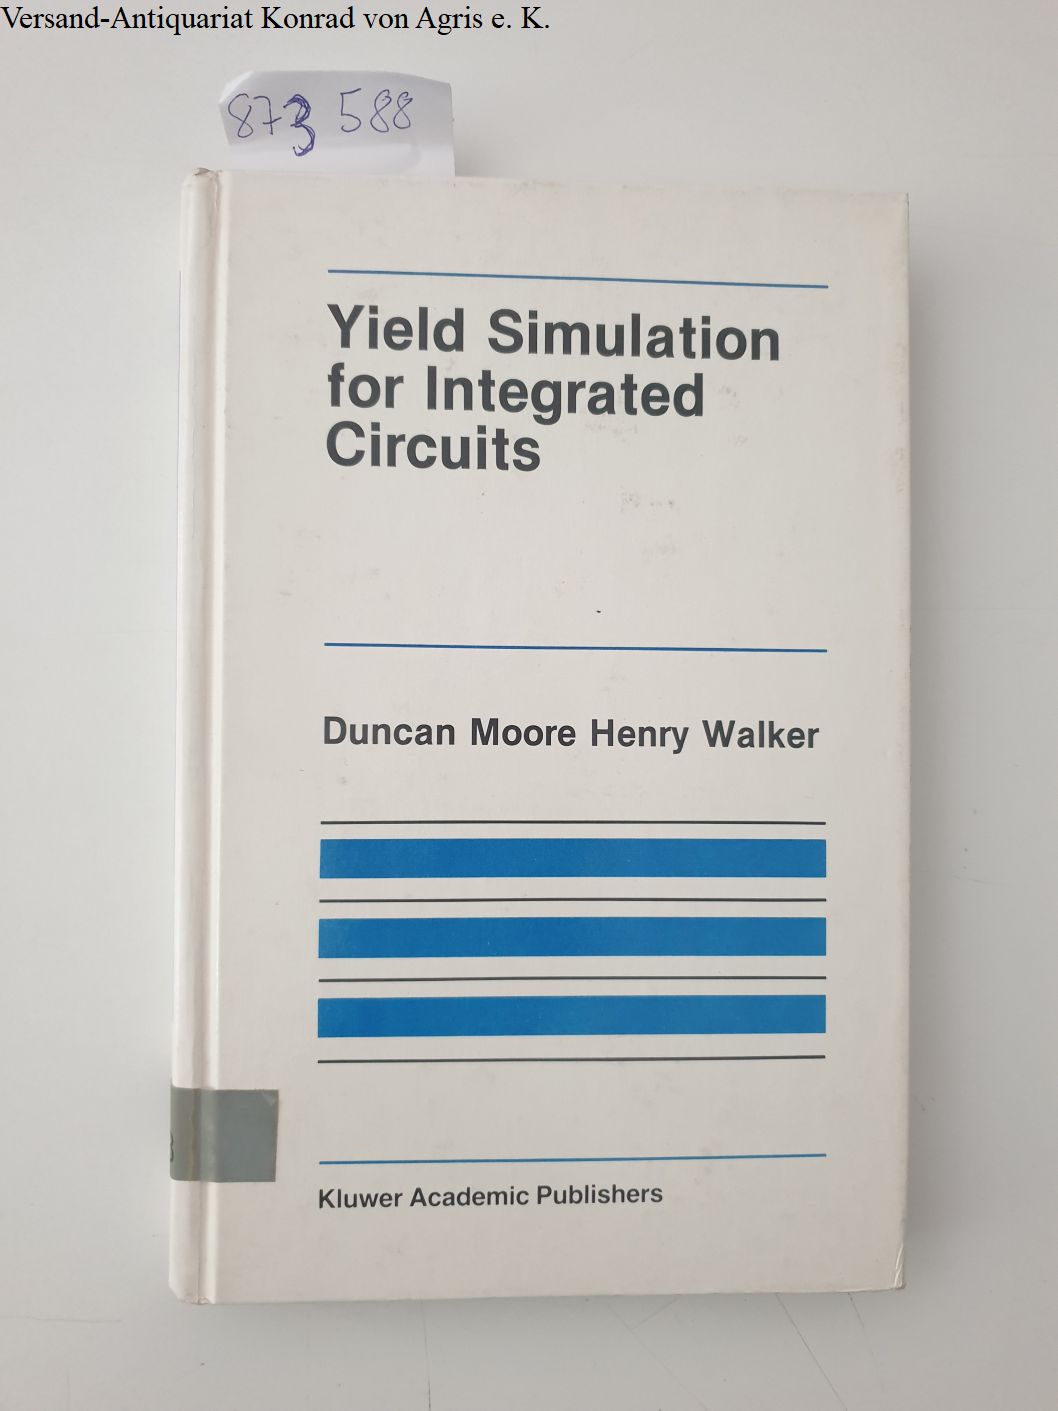 Versand-Antiquariat Konrad von Agris e. K.
873 588
Yield Simulation
for Integrated
Circuits
Duncan Moore Henry Walker
Kluwer Academic Publishers